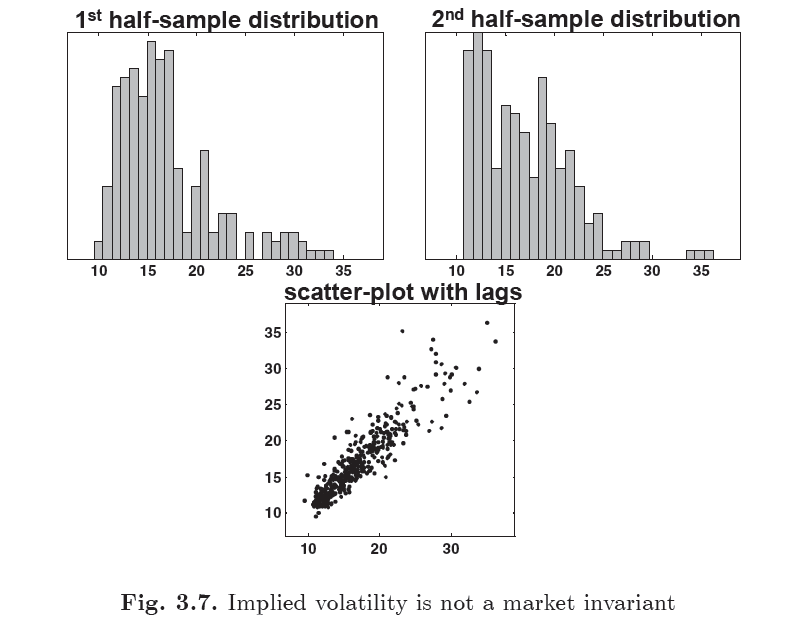 1st half-sample distribution
2nd half-sample distribution
10 15 20 25 30 35
10 15 20 25 30 35
scatter-plot with lags
35
30
25
20
15
10
10 20 30
Fig. 3.7. Implied volatility is not a market invariant